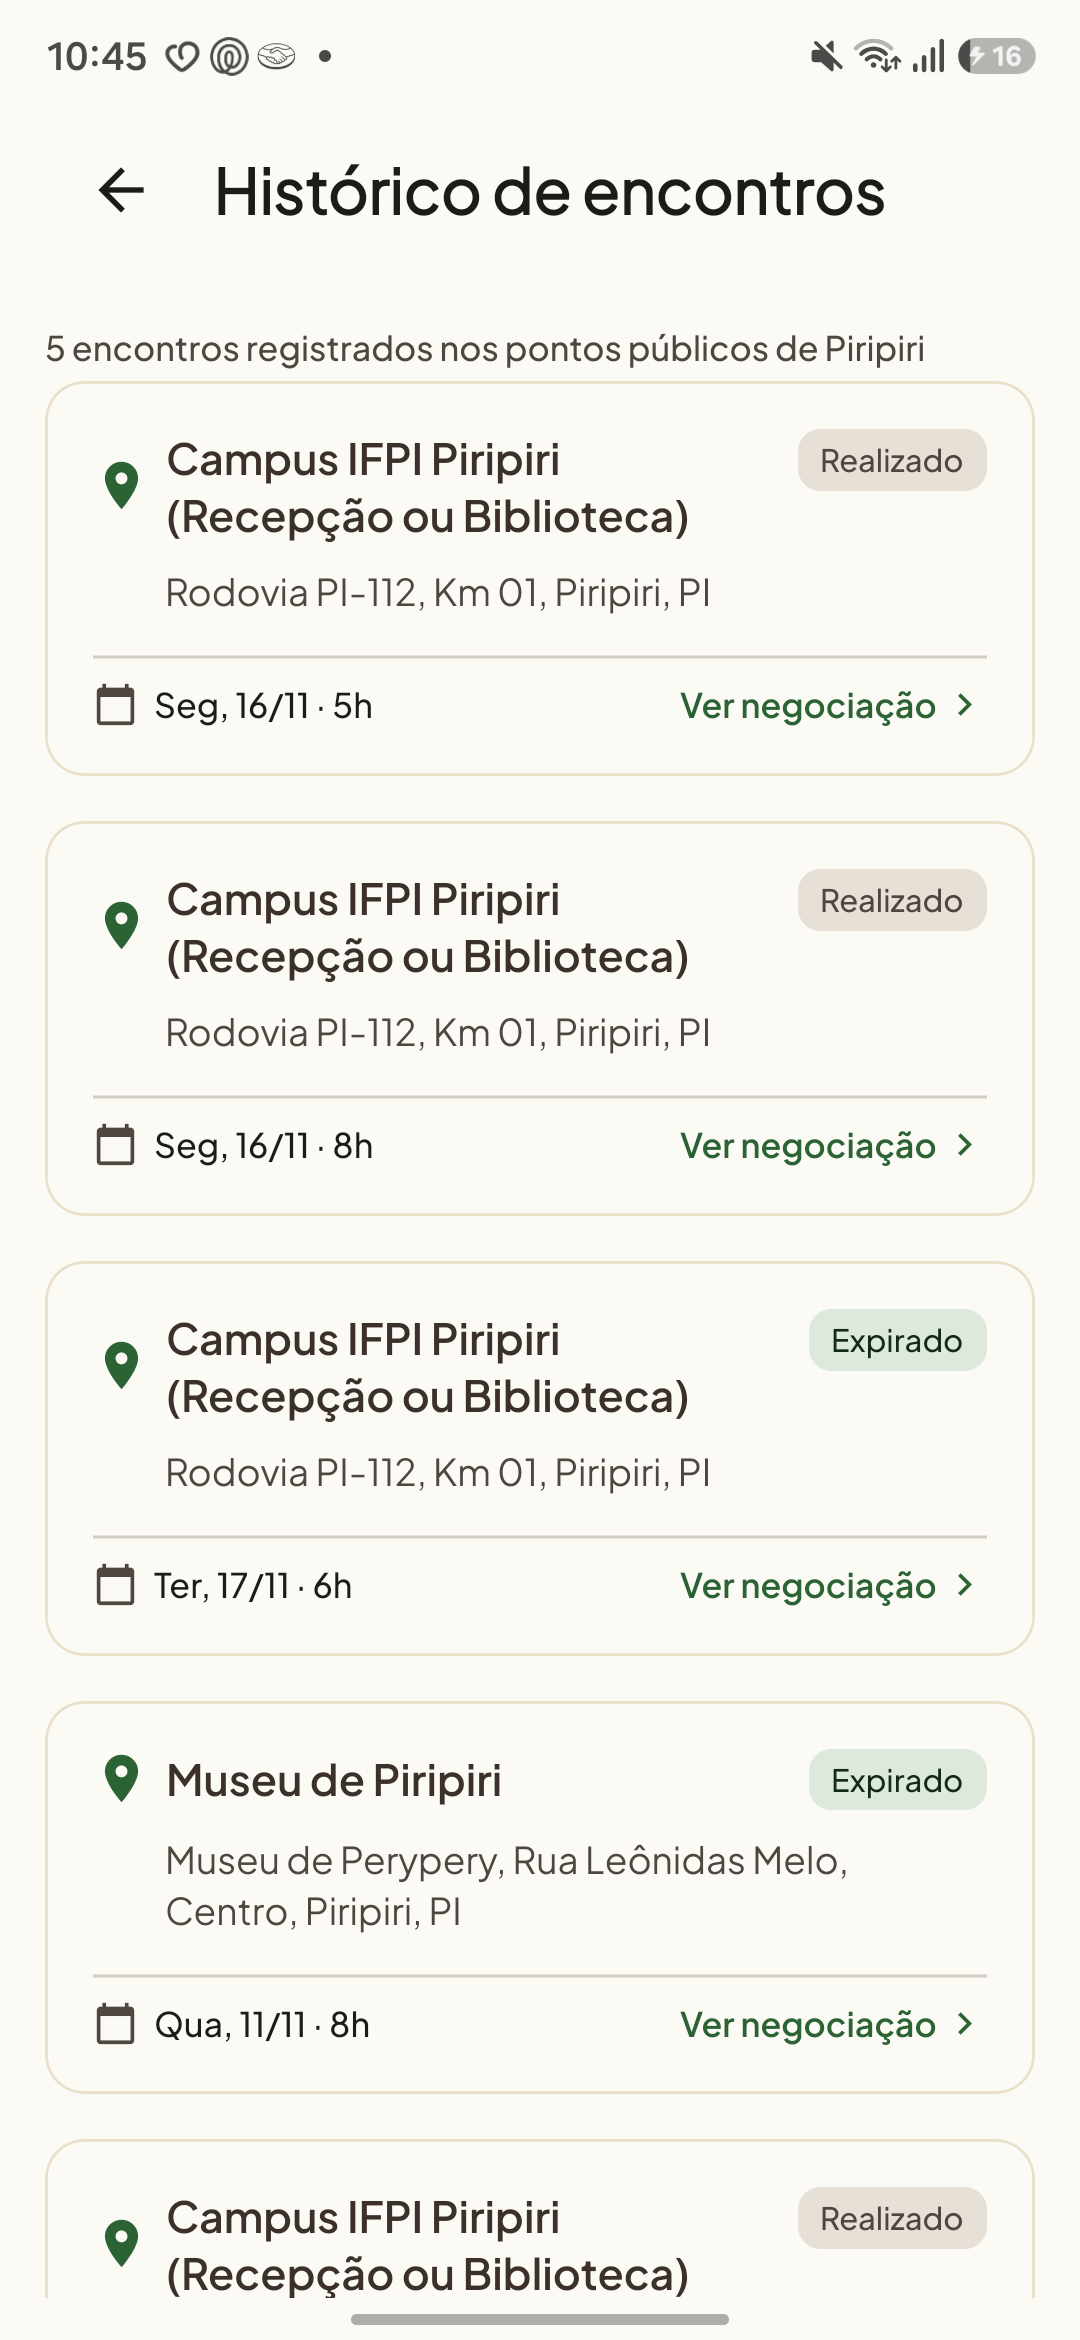 10:45
16
Histórico de encontros
5 encontros registrados nos pontos públicos de Piripiri
Campus IFPI Piripiri
(Recepção ou Biblioteca)
Realizado
Rodovia PI-112, Km 01, Piripiri, PI
Seg, 16/11 · 5h
Ver negociação
Campus IFPI Piripiri
(Recepção ou Biblioteca)
Realizado
Rodovia PI-112, Km 01, Piripiri, PI
Seg, 16/11 · 8h
Ver negociação
Campus IFPI Piripiri
(Recepção ou Biblioteca)
Expirado
Rodovia PI-112, Km 01, Piripiri, PI
Ter, 17/11 · 6h
Ver negociação
Museu de Piripiri
Expirado
Museu de Perypery, Rua Leônidas Melo,
Centro, Piripiri, PI
Qua, 11/11 · 8h
Ver negociação
Campus IFPI Piripiri
(Recepção ou Biblioteca)
Realizado